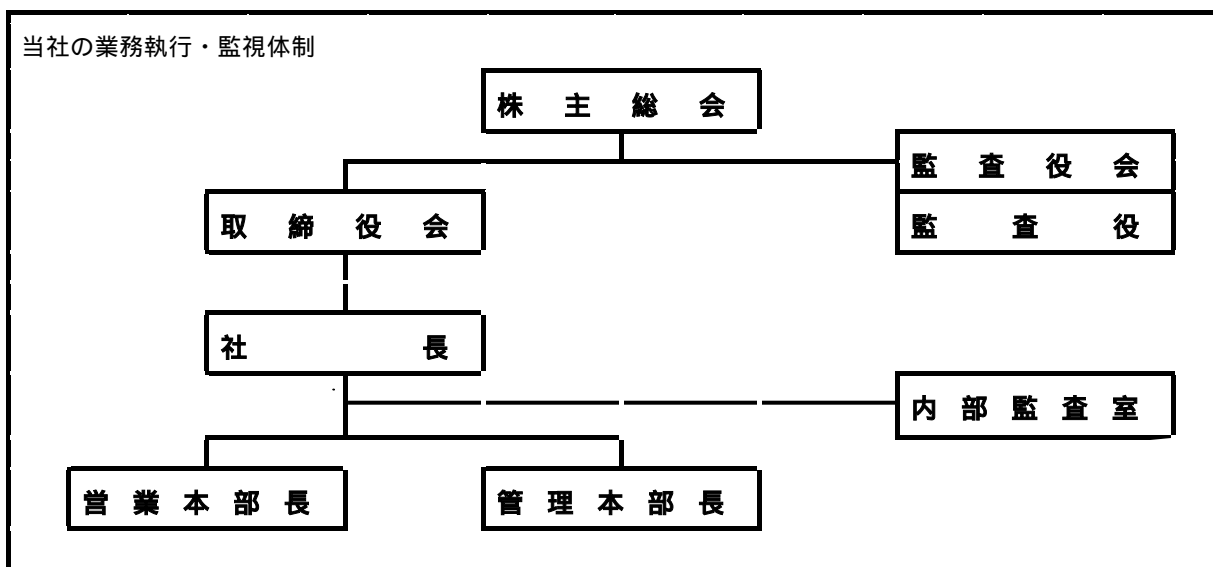 当社の業務執行・監視体制
株主総会
監査役会
取締役会
監査役
社長
内部監査室
営業本部長
管理本部長